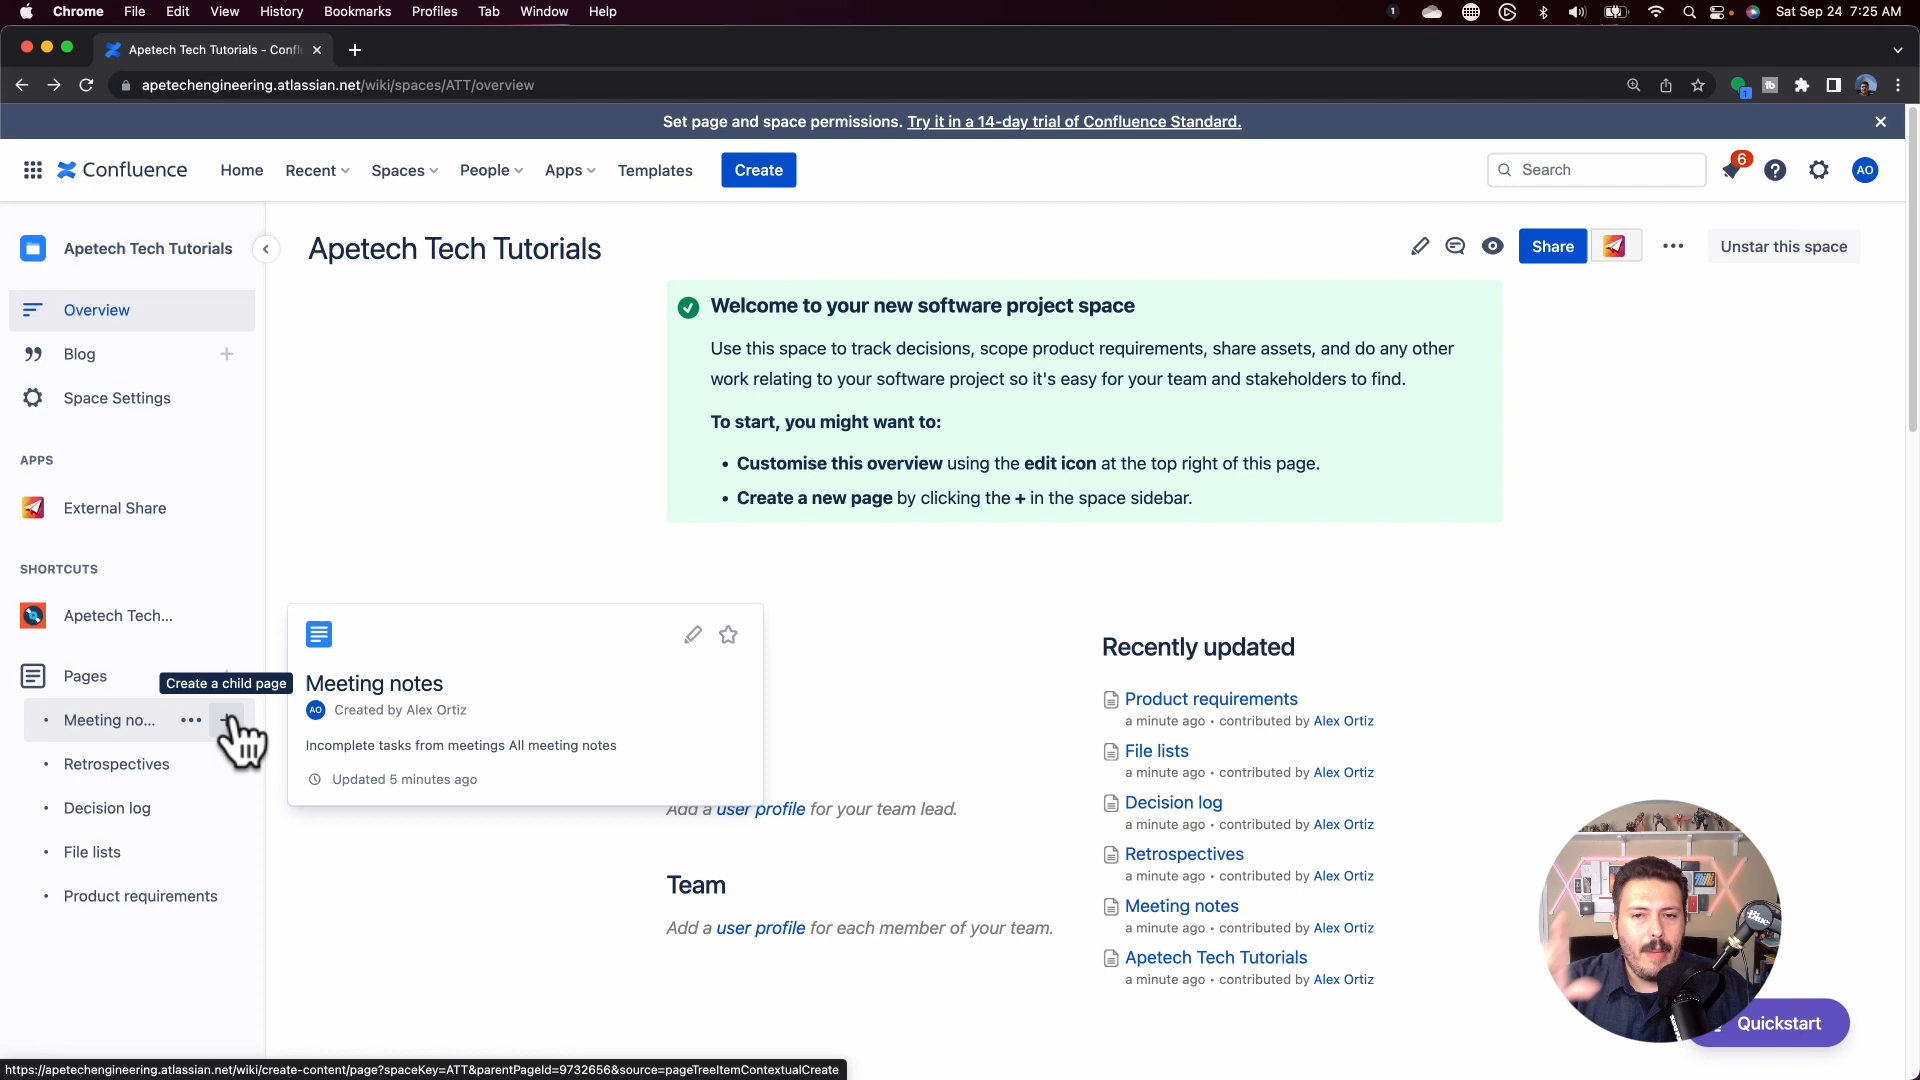 Chrome File Edit View History Bookmarks Profiles Tab Window Help
1 Sat Sep 24 7:25 AM
Apetech Tech Tutorials - Confl
apetechengineering.atlassian.net/wiki/spaces/ATT/overview
tb
1
Set page and space permissions. Try it in a 14-day trial of Confluence Standard.
Confluence Home Recent Spaces People Apps Templates Create
Search
6
AO
Apetech Tech Tutorials
Overview
Blog
Space Settings
APPS
External Share
SHORTCUTS
Apetech Tech...
Pages
Create a child page
Meeting no...
Retrospectives
Decision log
File lists
Product requirements
Apetech Tech Tutorials
Share
Unstar this space
Welcome to your new software project space
Use this space to track decisions, scope product requirements, share assets, and do any other
work relating to your software project so it's easy for your team and stakeholders to find.
To start, you might want to:
• Customise this overview using the edit icon at the top right of this page.
• Create a new page by clicking the + in the space sidebar.
Meeting notes
AO Created by Alex Ortiz
Incomplete tasks from meetings All meeting notes
Updated 5 minutes ago
Add a user profile for your team lead.
Team
Add a user profile for each member of your team.
Recently updated
Product requirements
a minute ago • contributed by Alex Ortiz
File lists
a minute ago • contributed by Alex Ortiz
Decision log
a minute ago • contributed by Alex Ortiz
Retrospectives
a minute ago • contributed by Alex Ortiz
Meeting notes
a minute ago • contributed by Alex Ortiz
Apetech Tech Tutorials
a minute ago • contributed by Alex Ortiz
Blue
Quickstart
https://apetechengineering.atlassian.net/wiki/create-content/page?spaceKey=ATT&parentPageId=9732656&source=pageTreeItemContextualCreate